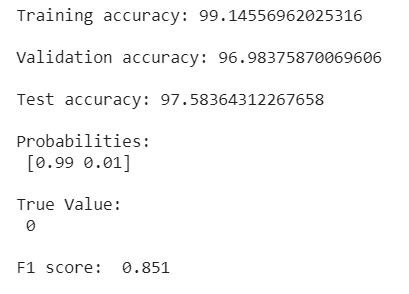 Training accuracy: 99.14556962025316
Validation accuracy: 96.98375870069606
Test accuracy: 97.58364312267658
Probabilities:
[0.99 0.01]
True Value:
0
F1 score:  0.851